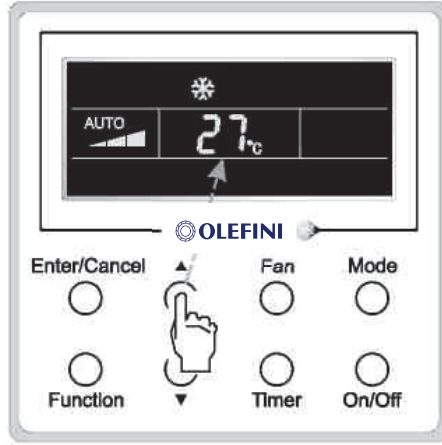 AUTO
27°C
OLEFINI
Enter/Cancel ▲ Fan Mode
Function ▼ Timer On/Off